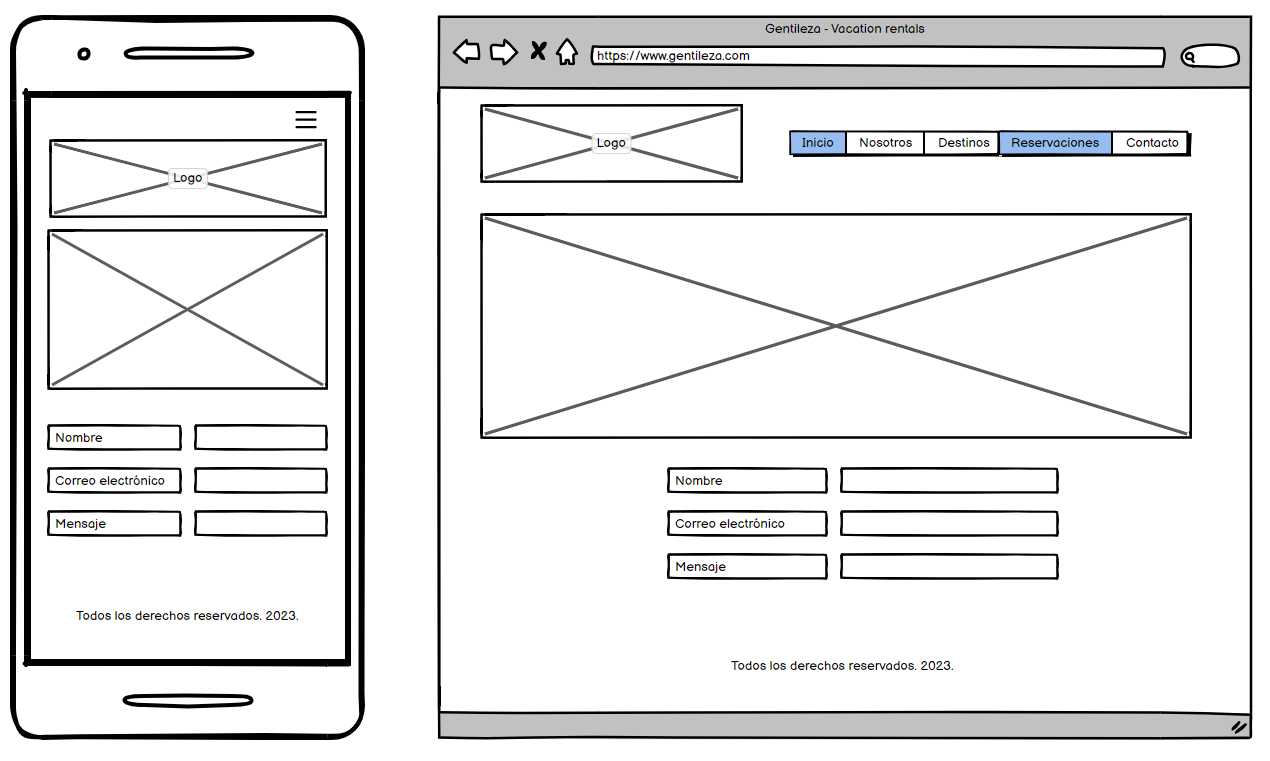 Logo
Nombre
Correo electrónico
Mensaje
Todos los derechos reservados. 2023.
Gentileza - Vacation rentals
https://www.gentileza.com
Logo
Inicio Nosotros Destinos Reservaciones Contacto
Nombre
Correo electrónico
Mensaje
Todos los derechos reservados. 2023.